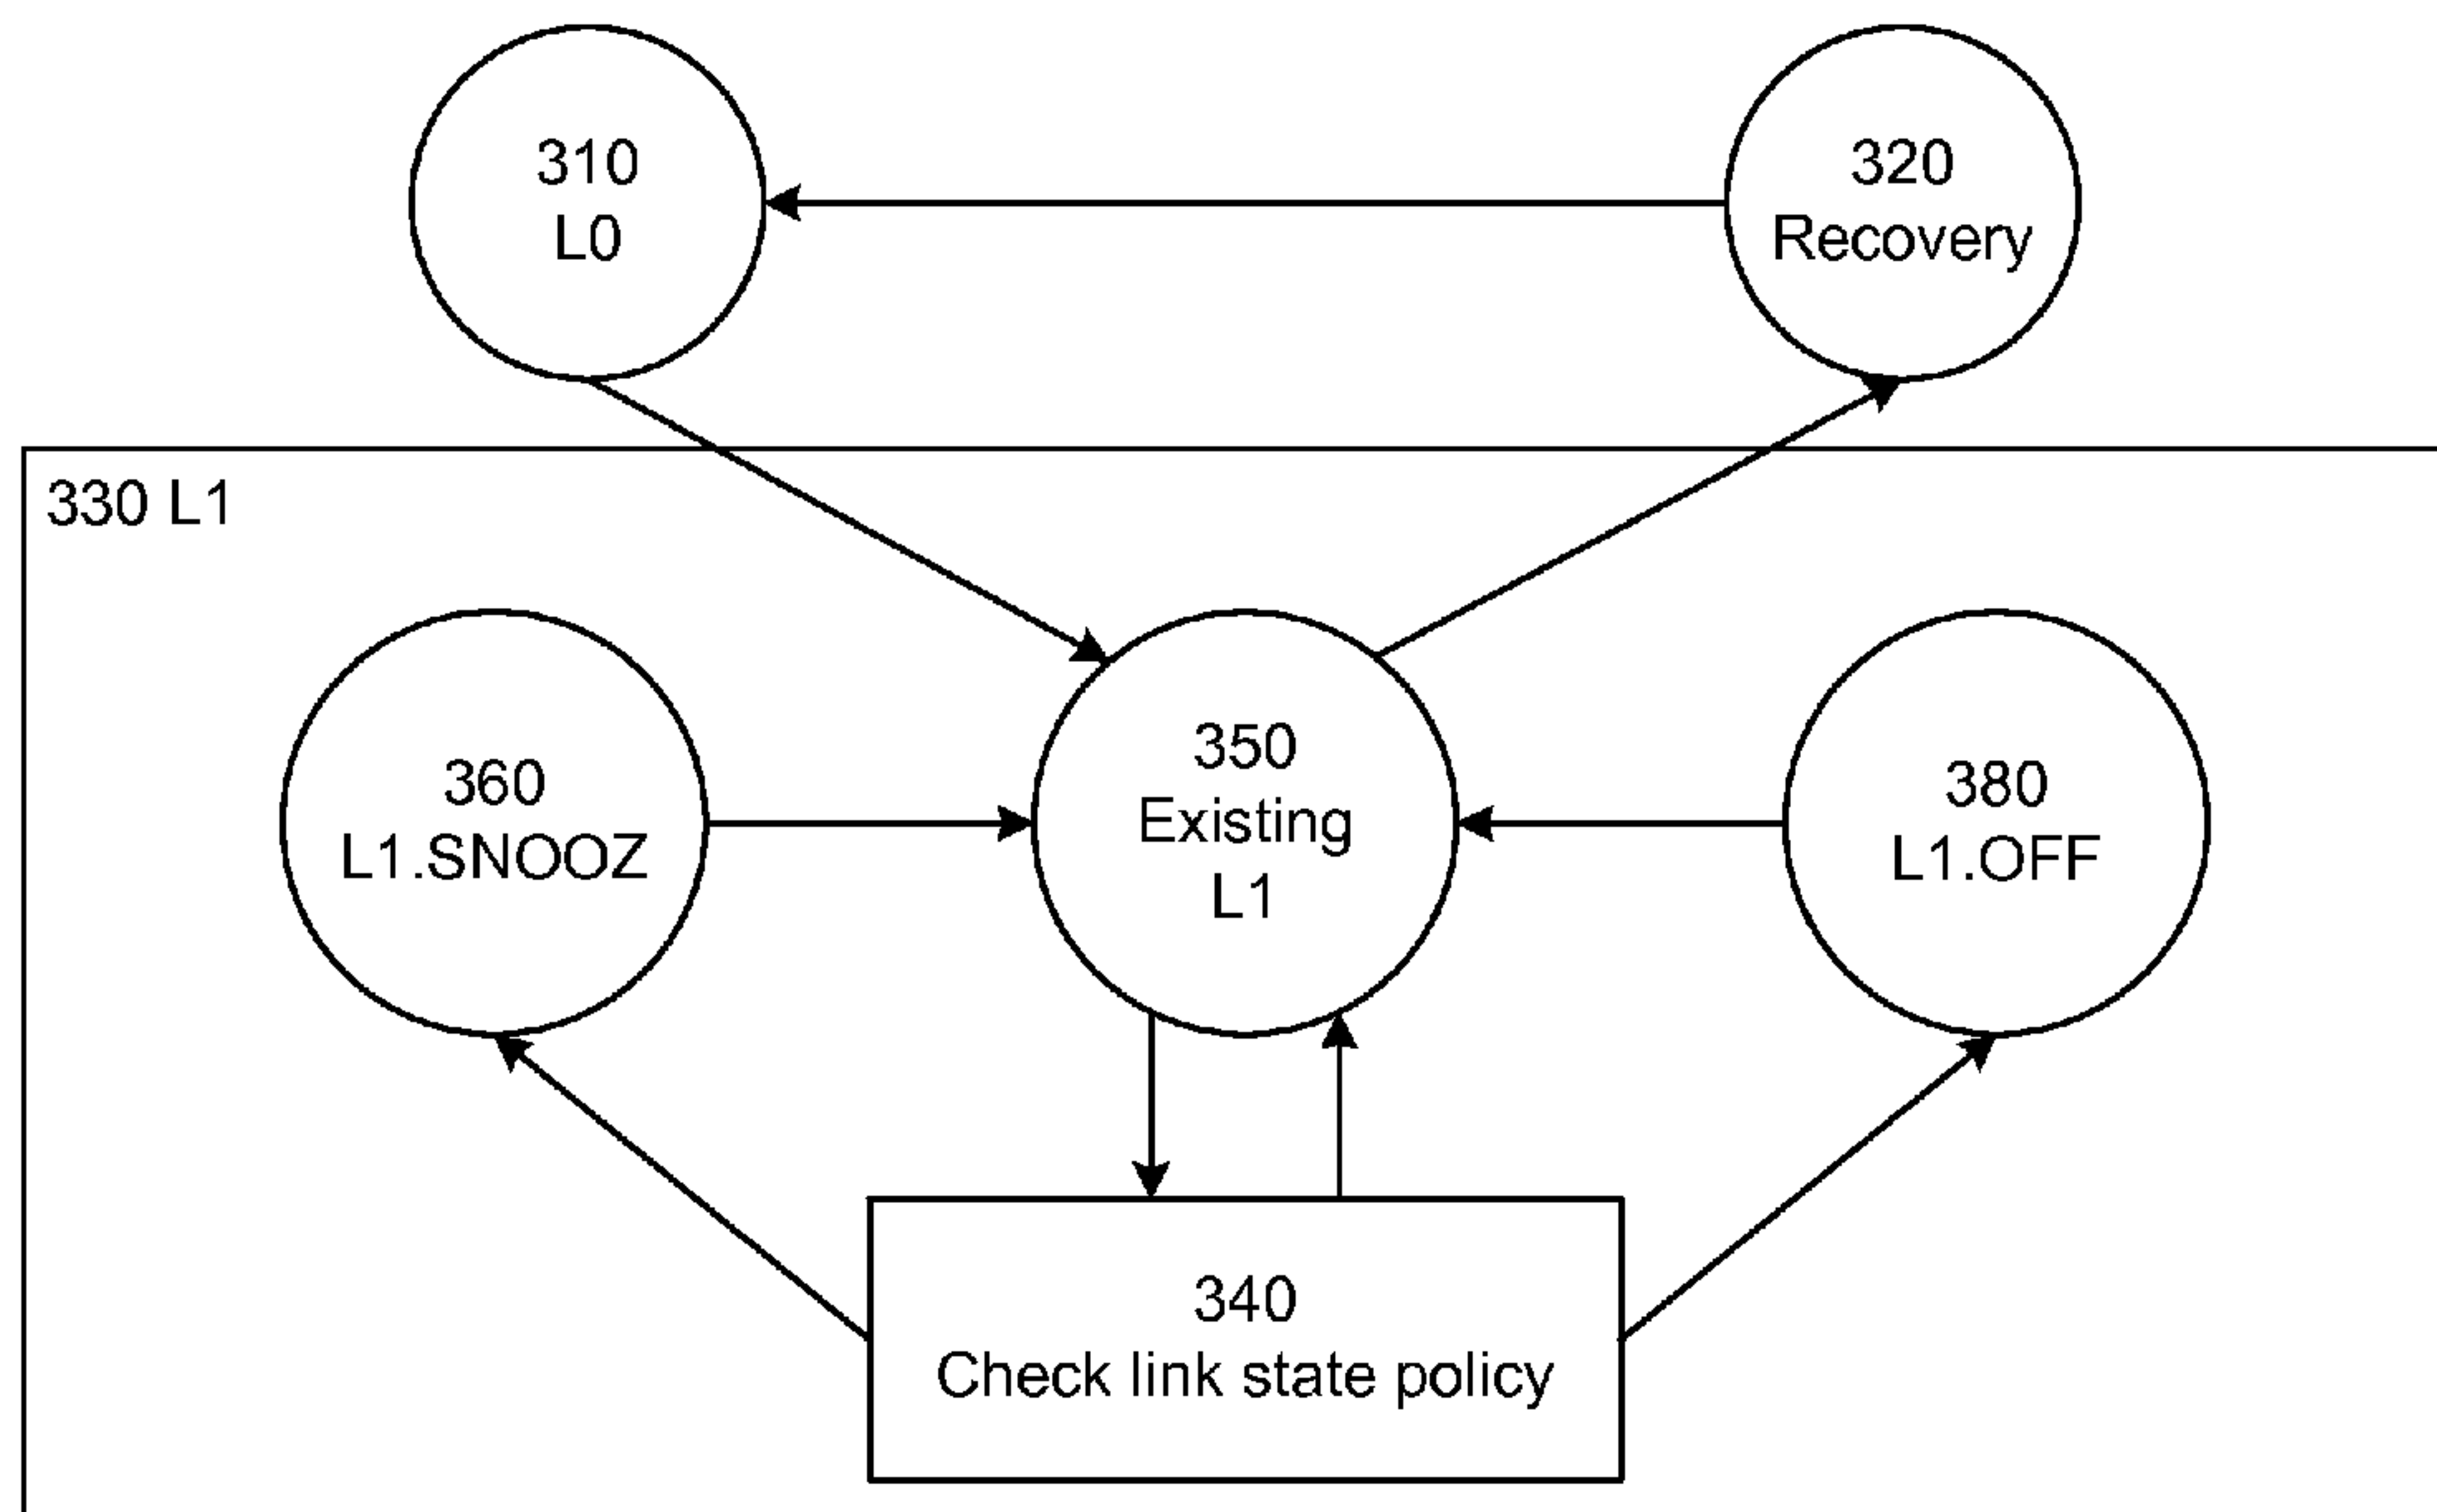 310
L0
320
Recovery
330 L1
360
L1.SNOOZ
350
Existing
L1
380
L1.OFF
340
Check link state policy